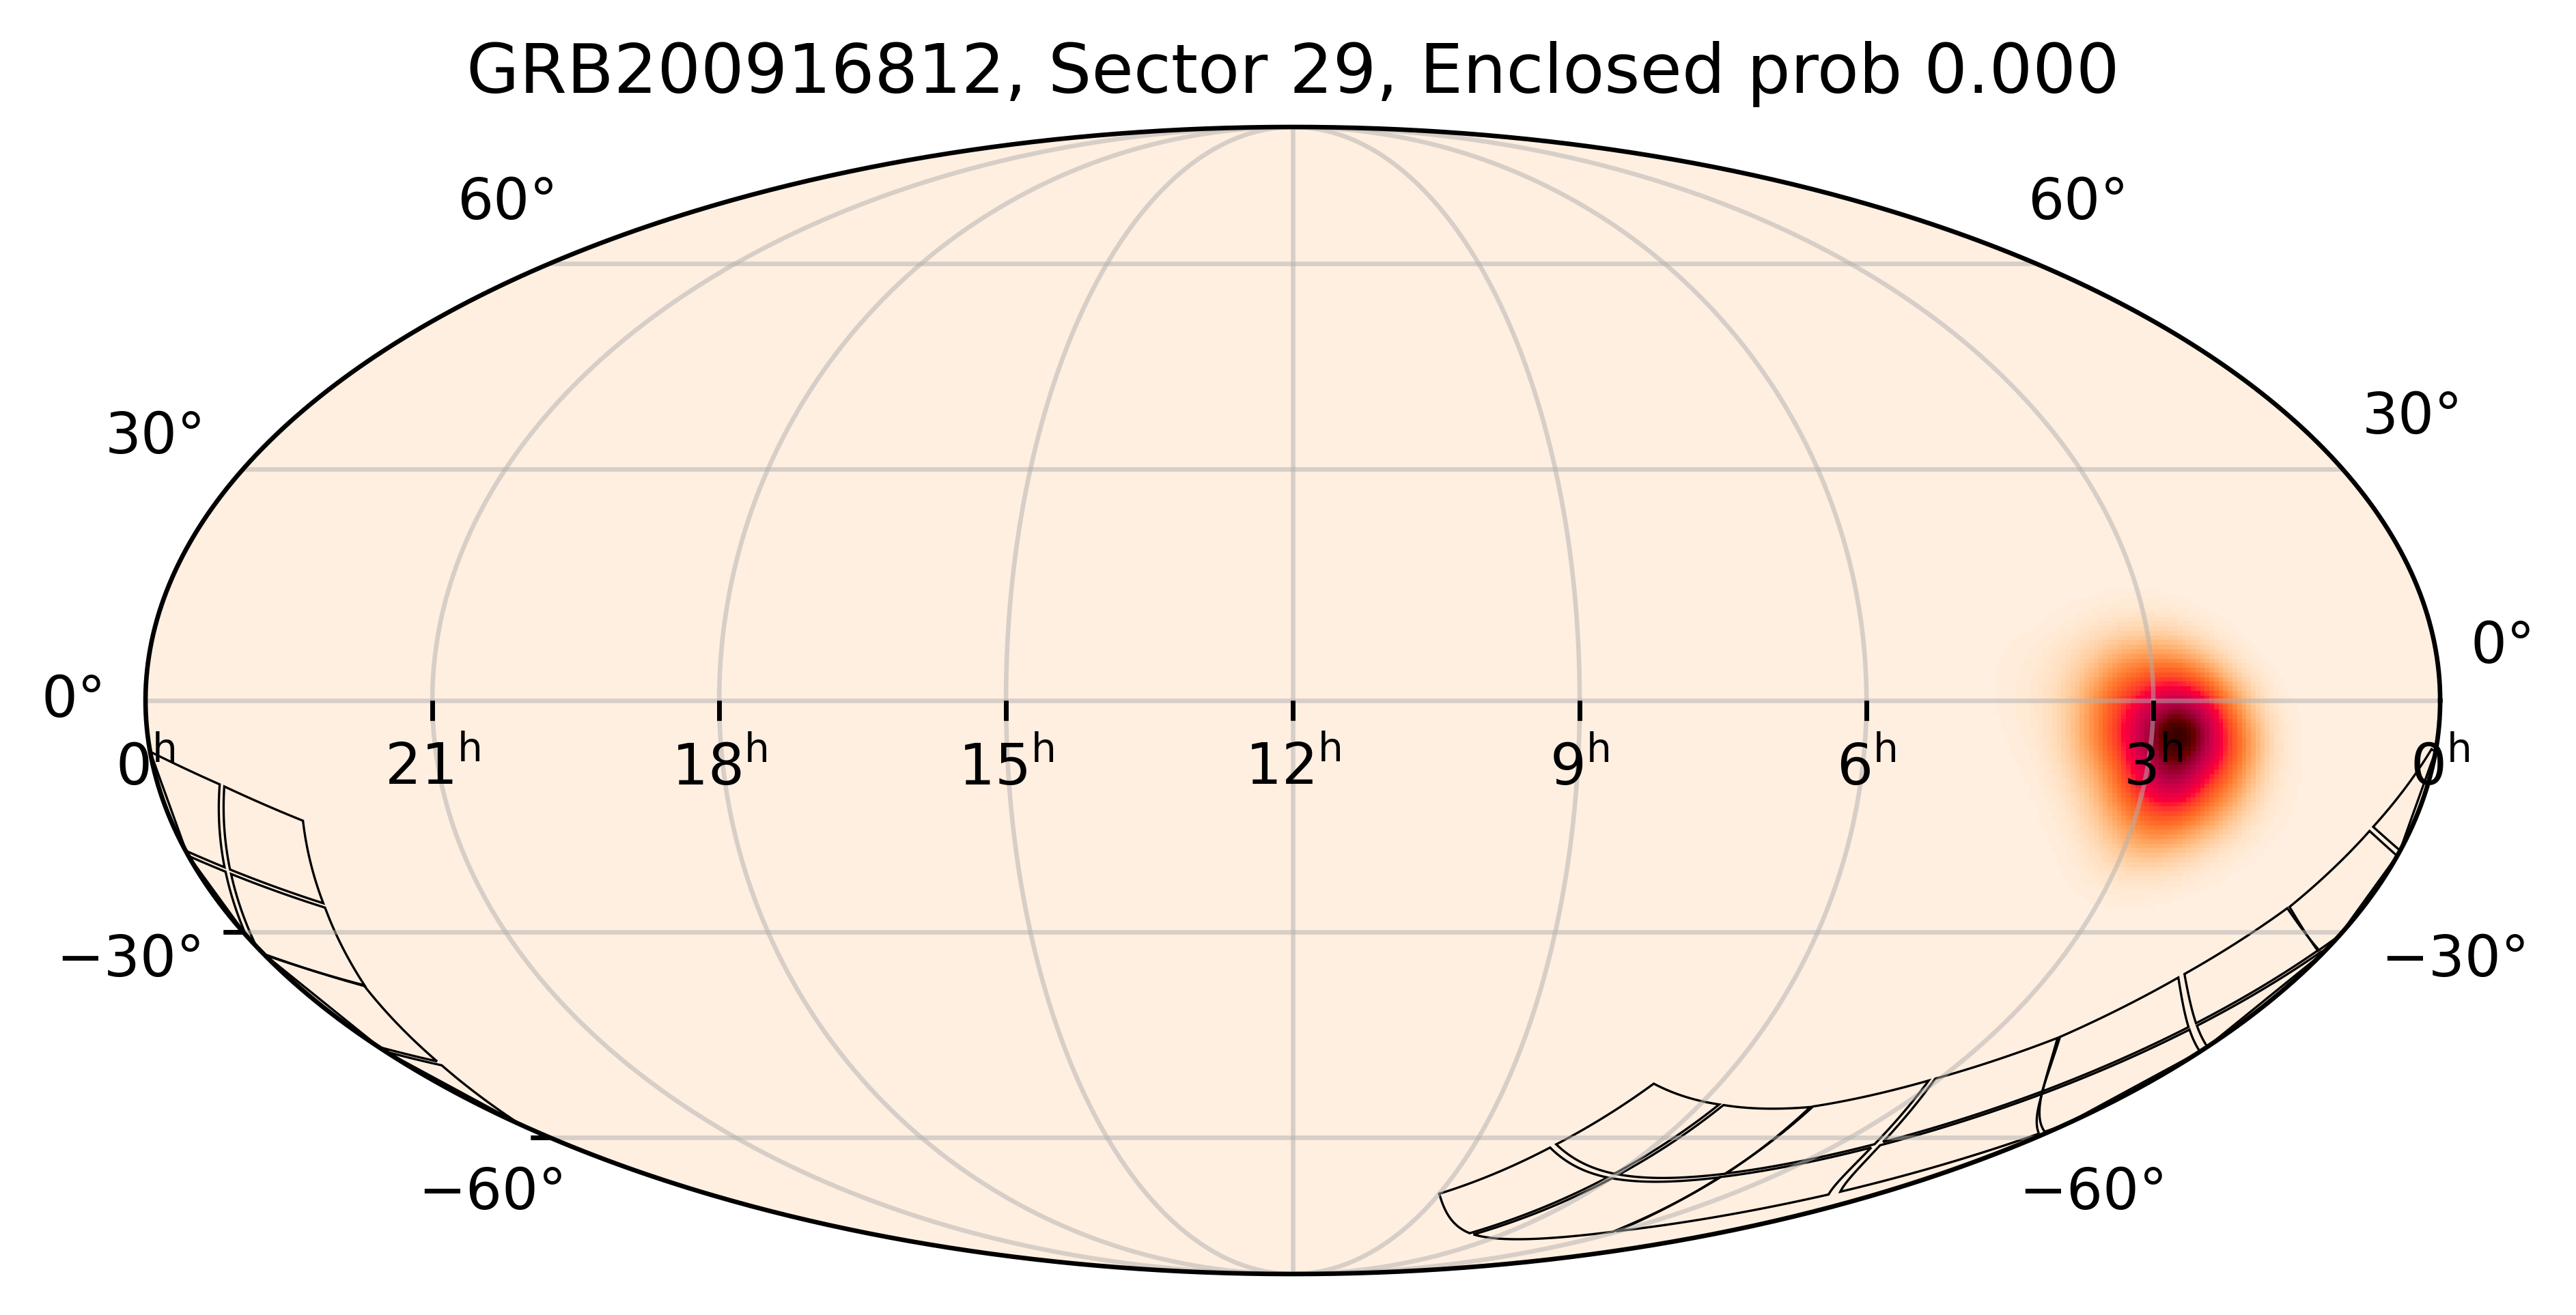 GRB200916812, Sector 29, Enclosed prob 0.000
60° 60°
30° 30°
0° 0°
0ʰ 21ʰ 18ʰ 15ʰ 12ʰ 9ʰ 6ʰ 3ʰ 0ʰ
−30° −30°
−60° −60°